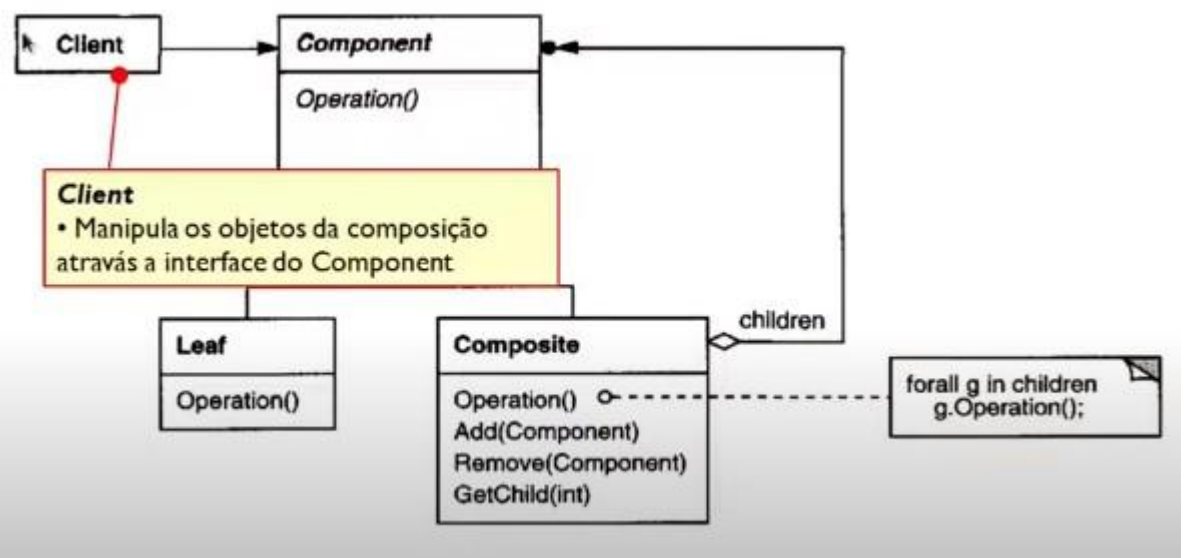 Client
Component
Operation()
Client
• Manipula os objetos da composição
atravás a interface do Component
children
Leaf
Operation()
Composite
Operation()
Add(Component)
Remove(Component)
GetChild(int)
forall g in children
g.Operation();